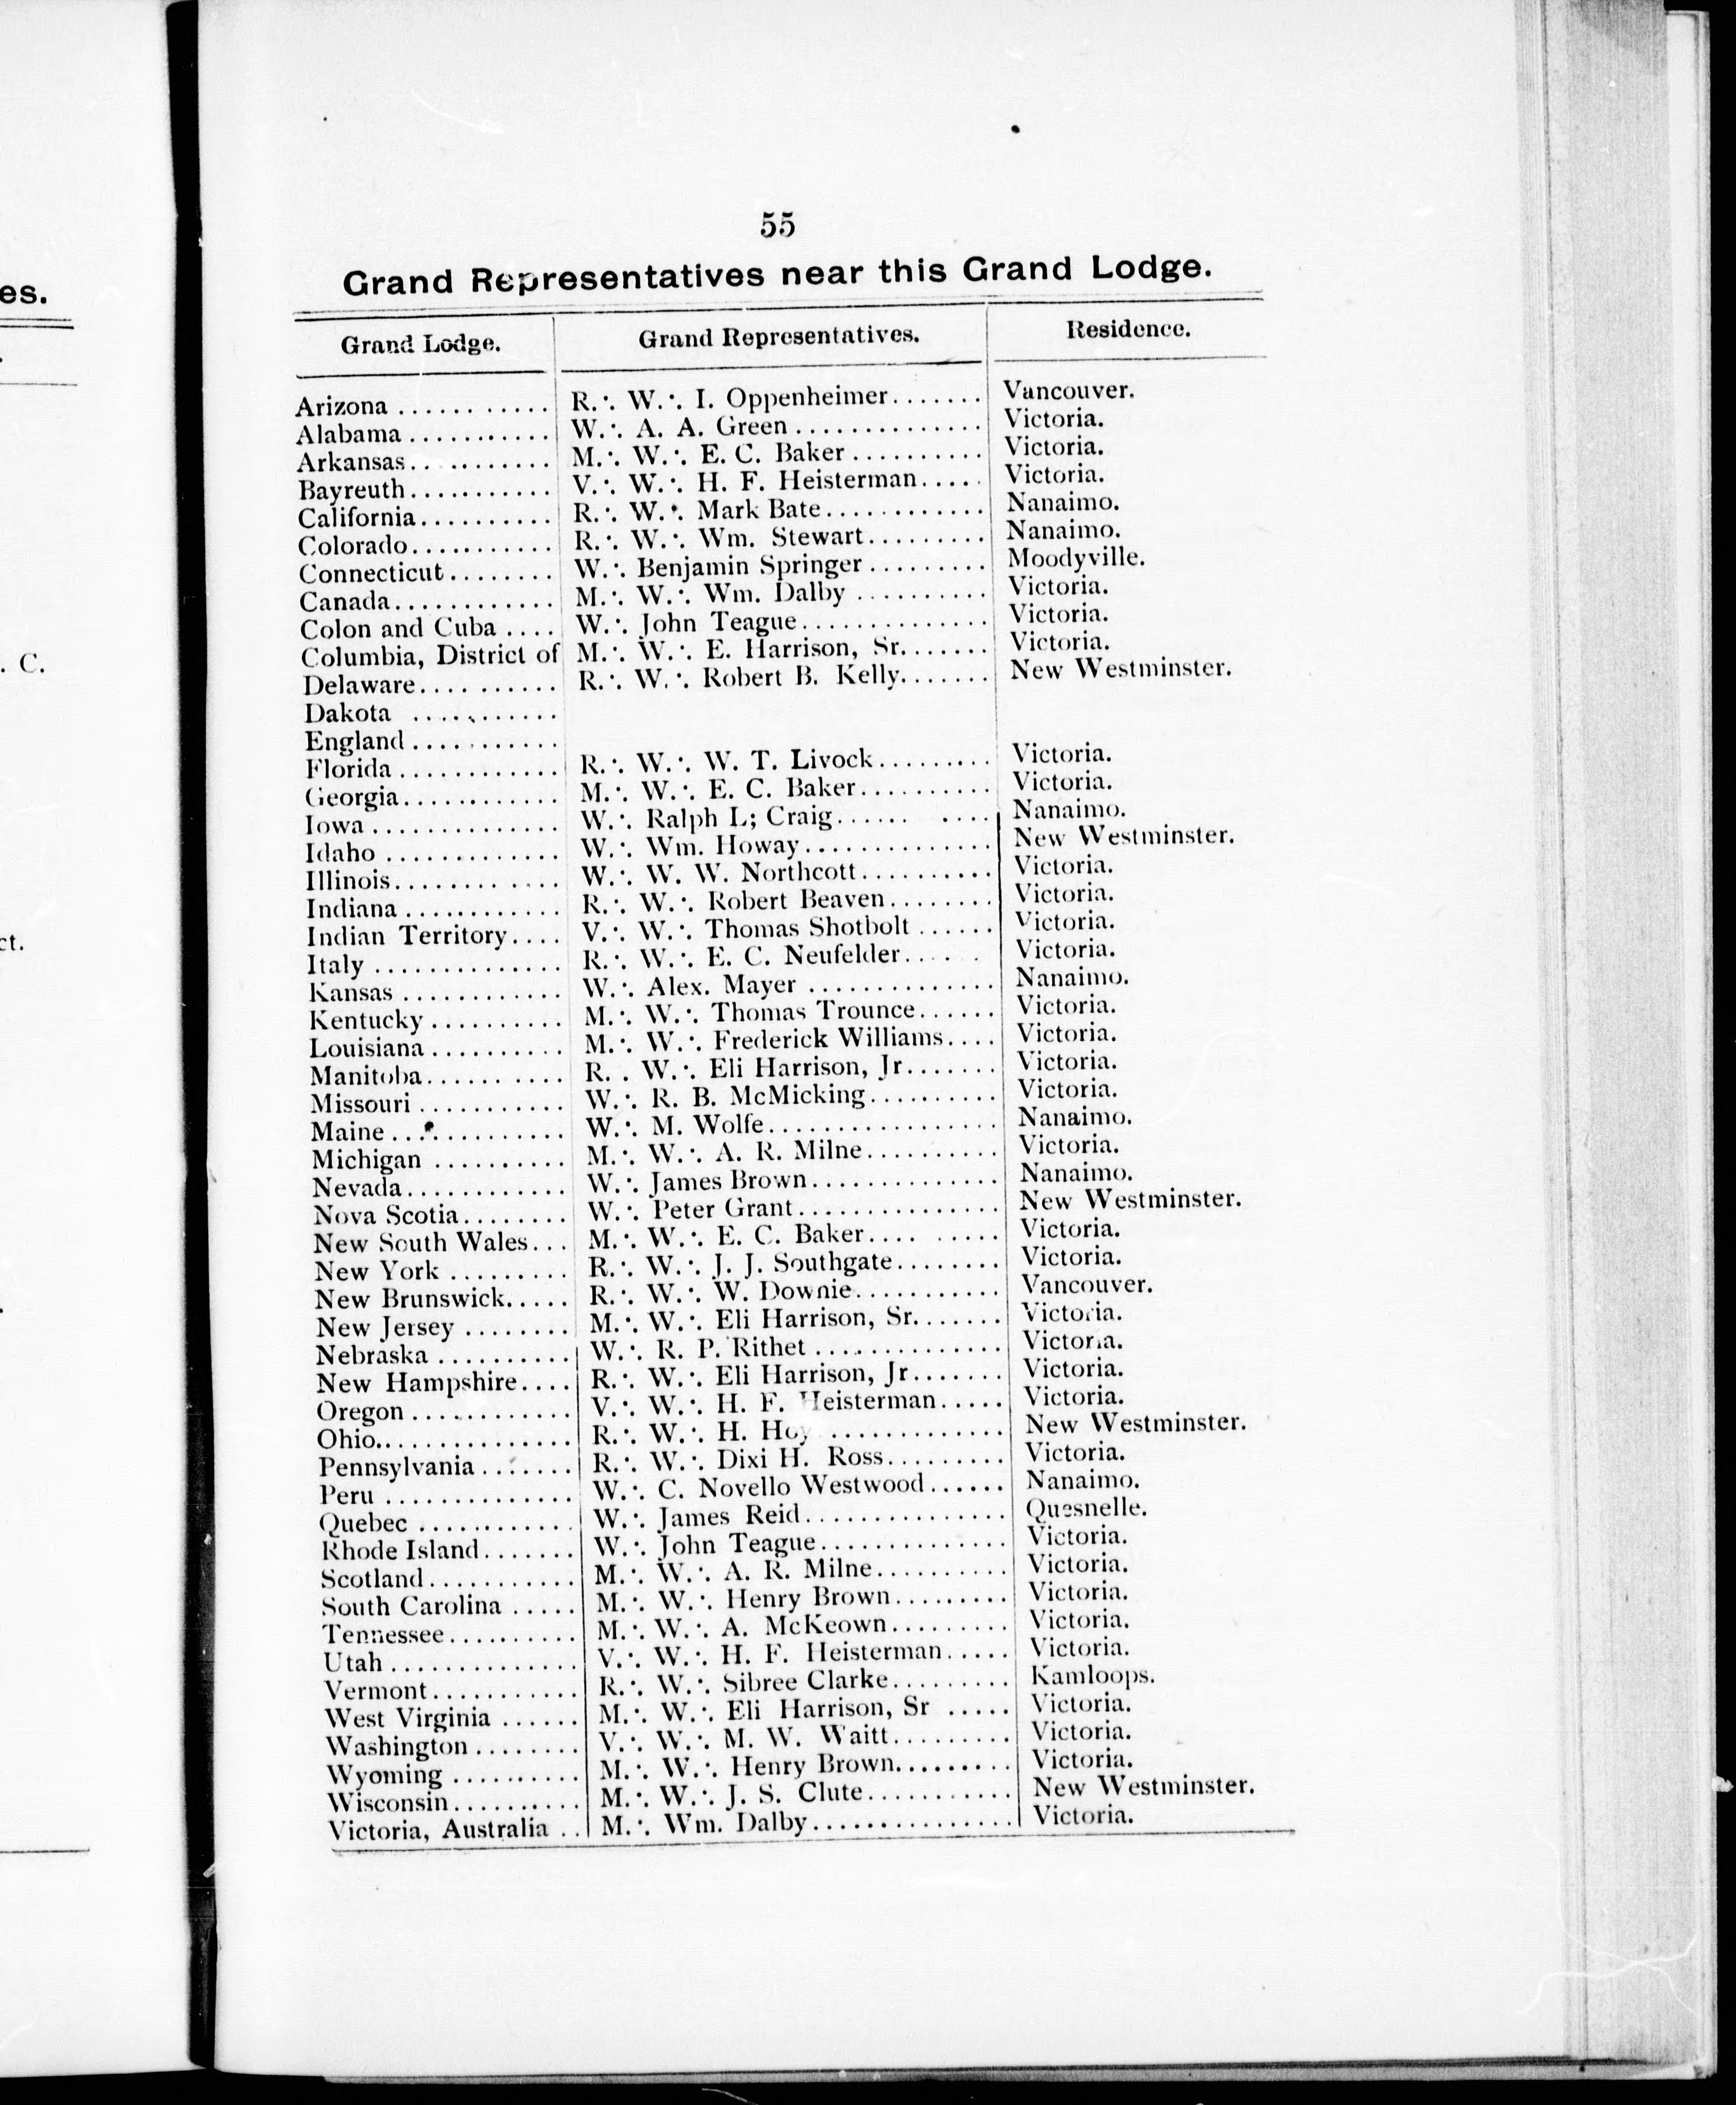 55
Grand Representatives near this Grand Lodge.
Grand Lodge. Grand Representatives. Residence.
Arizona ........... R.∴ W.∴ I. Oppenheimer....... Vancouver.
Alabama........... W.∴ A. A. Green.............. Victoria.
Arkansas........... M.∴ W.∴ E. C. Baker.......... Victoria.
Bayreuth........... V.∴ W.∴ H. F. Heisterman..... Victoria.
California.......... R.∴ W.∴ Mark Bate............ Nanaimo.
Colorado........... R.∴ W.∴ Wm. Stewart......... Nanaimo.
Connecticut........ W.∴ Benjamin Springer......... Moodyville.
Canada............ M.∴ W.∴ Wm. Dalby .......... Victoria.
Colon and Cuba .... W.∴ John Teague.............. Victoria.
Columbia, District of M.∴ W.∴ E. Harrison, Sr....... Victoria.
Delaware.......... R.∴ W.∴ Robert B. Kelly....... New Westminster.
Dakota ...........
England...........
Florida............ R.∴ W.∴ W. T. Livock......... Victoria.
Georgia............ M.∴ W.∴ E. C. Baker.......... Victoria.
Iowa.............. W.∴ Ralph L; Craig...... .... Nanaimo.
Idaho ............. W.∴ Wm. Howay.............. New Westminster.
Illinois............ W.∴ W. W. Northcott.......... Victoria.
Indiana............ R.∴ W.∴ Robert Beaven........ Victoria.
Indian Territory.... V.∴ W.∴ Thomas Shotbolt...... Victoria.
Italy .............. R.∴ W.∴ E. C. Neufelder..... Victoria.
Kansas ............ W.∴ Alex. Mayer .............. Nanaimo.
Kentucky.......... M.∴ W.∴ Thomas Trounce...... Victoria.
Louisiana.......... M.∴ W.∴ Frederick Williams.... Victoria.
Manitoba.......... R. . W.∴ Eli Harrison, Jr....... Victoria.
Missouri........... W.∴ R. B. McMicking.......... Victoria.
Maine............. W.∴ M. Wolfe................. Nanaimo.
Michigan .......... M.∴ W.∴ A. R. Milne.......... Victoria.
Nevada............ W.∴ James Brown.............. Nanaimo.
Nova Scotia........ W.∴ Peter Grant............... New Westminster.
New South Wales... M.∴ W.∴ E. C. Baker.... ..... Victoria.
New York ......... R.∴ W.∴ J. J. Southgate........ Victoria.
New Brunswick..... R.∴ W.∴ W. Downie........... Vancouver.
New Jersey ........ M.∴ W.∴ Eli Harrison, Sr....... Victoria.
Nebraska .......... W.∴ R. P. Rithet .............. Victoria.
New Hampshire.... R.∴ W.∴ Eli Harrison, Jr....... Victoria.
Oregon............ V.∴ W.∴ H. F. Heisterman..... Victoria.
Ohio............... R.∴ W.∴ H. Hoy ............. New Westminster.
Pennsylvania....... R.∴ W.∴ Dixi H. Ross......... Victoria.
Peru .............. W.∴ C. Novello Westwood...... Nanaimo.
Quebec ............ W.∴ James Reid............... Quesnelle.
Rhode Island....... W.∴ John Teague.............. Victoria.
Scotland........... M.∴ W.∴ A. R. Milne.......... Victoria.
South Carolina ..... M.∴ W.∴ Henry Brown......... Victoria.
Tennessee.......... M.∴ W.∴ A. McKeown......... Victoria.
Utah.............. V.∴ W.∴ H. F. Heisterman..... Victoria.
Vermont........... R.∴ W.∴ Sibree Clarke......... Kamloops.
West Virginia ...... M.∴ W.∴ Eli Harrison, Sr ..... Victoria.
Washington........ V.∴ W.∴ M. W. Waitt......... Victoria.
Wyoming .......... M.∴ W.∴ Henry Brown......... Victoria.
Wisconsin.......... M.∴ W.∴ J. S. Clute........... New Westminster.
Victoria, Australia .. M.∴ Wm. Dalby............... Victoria.
es.
. C.
ct.